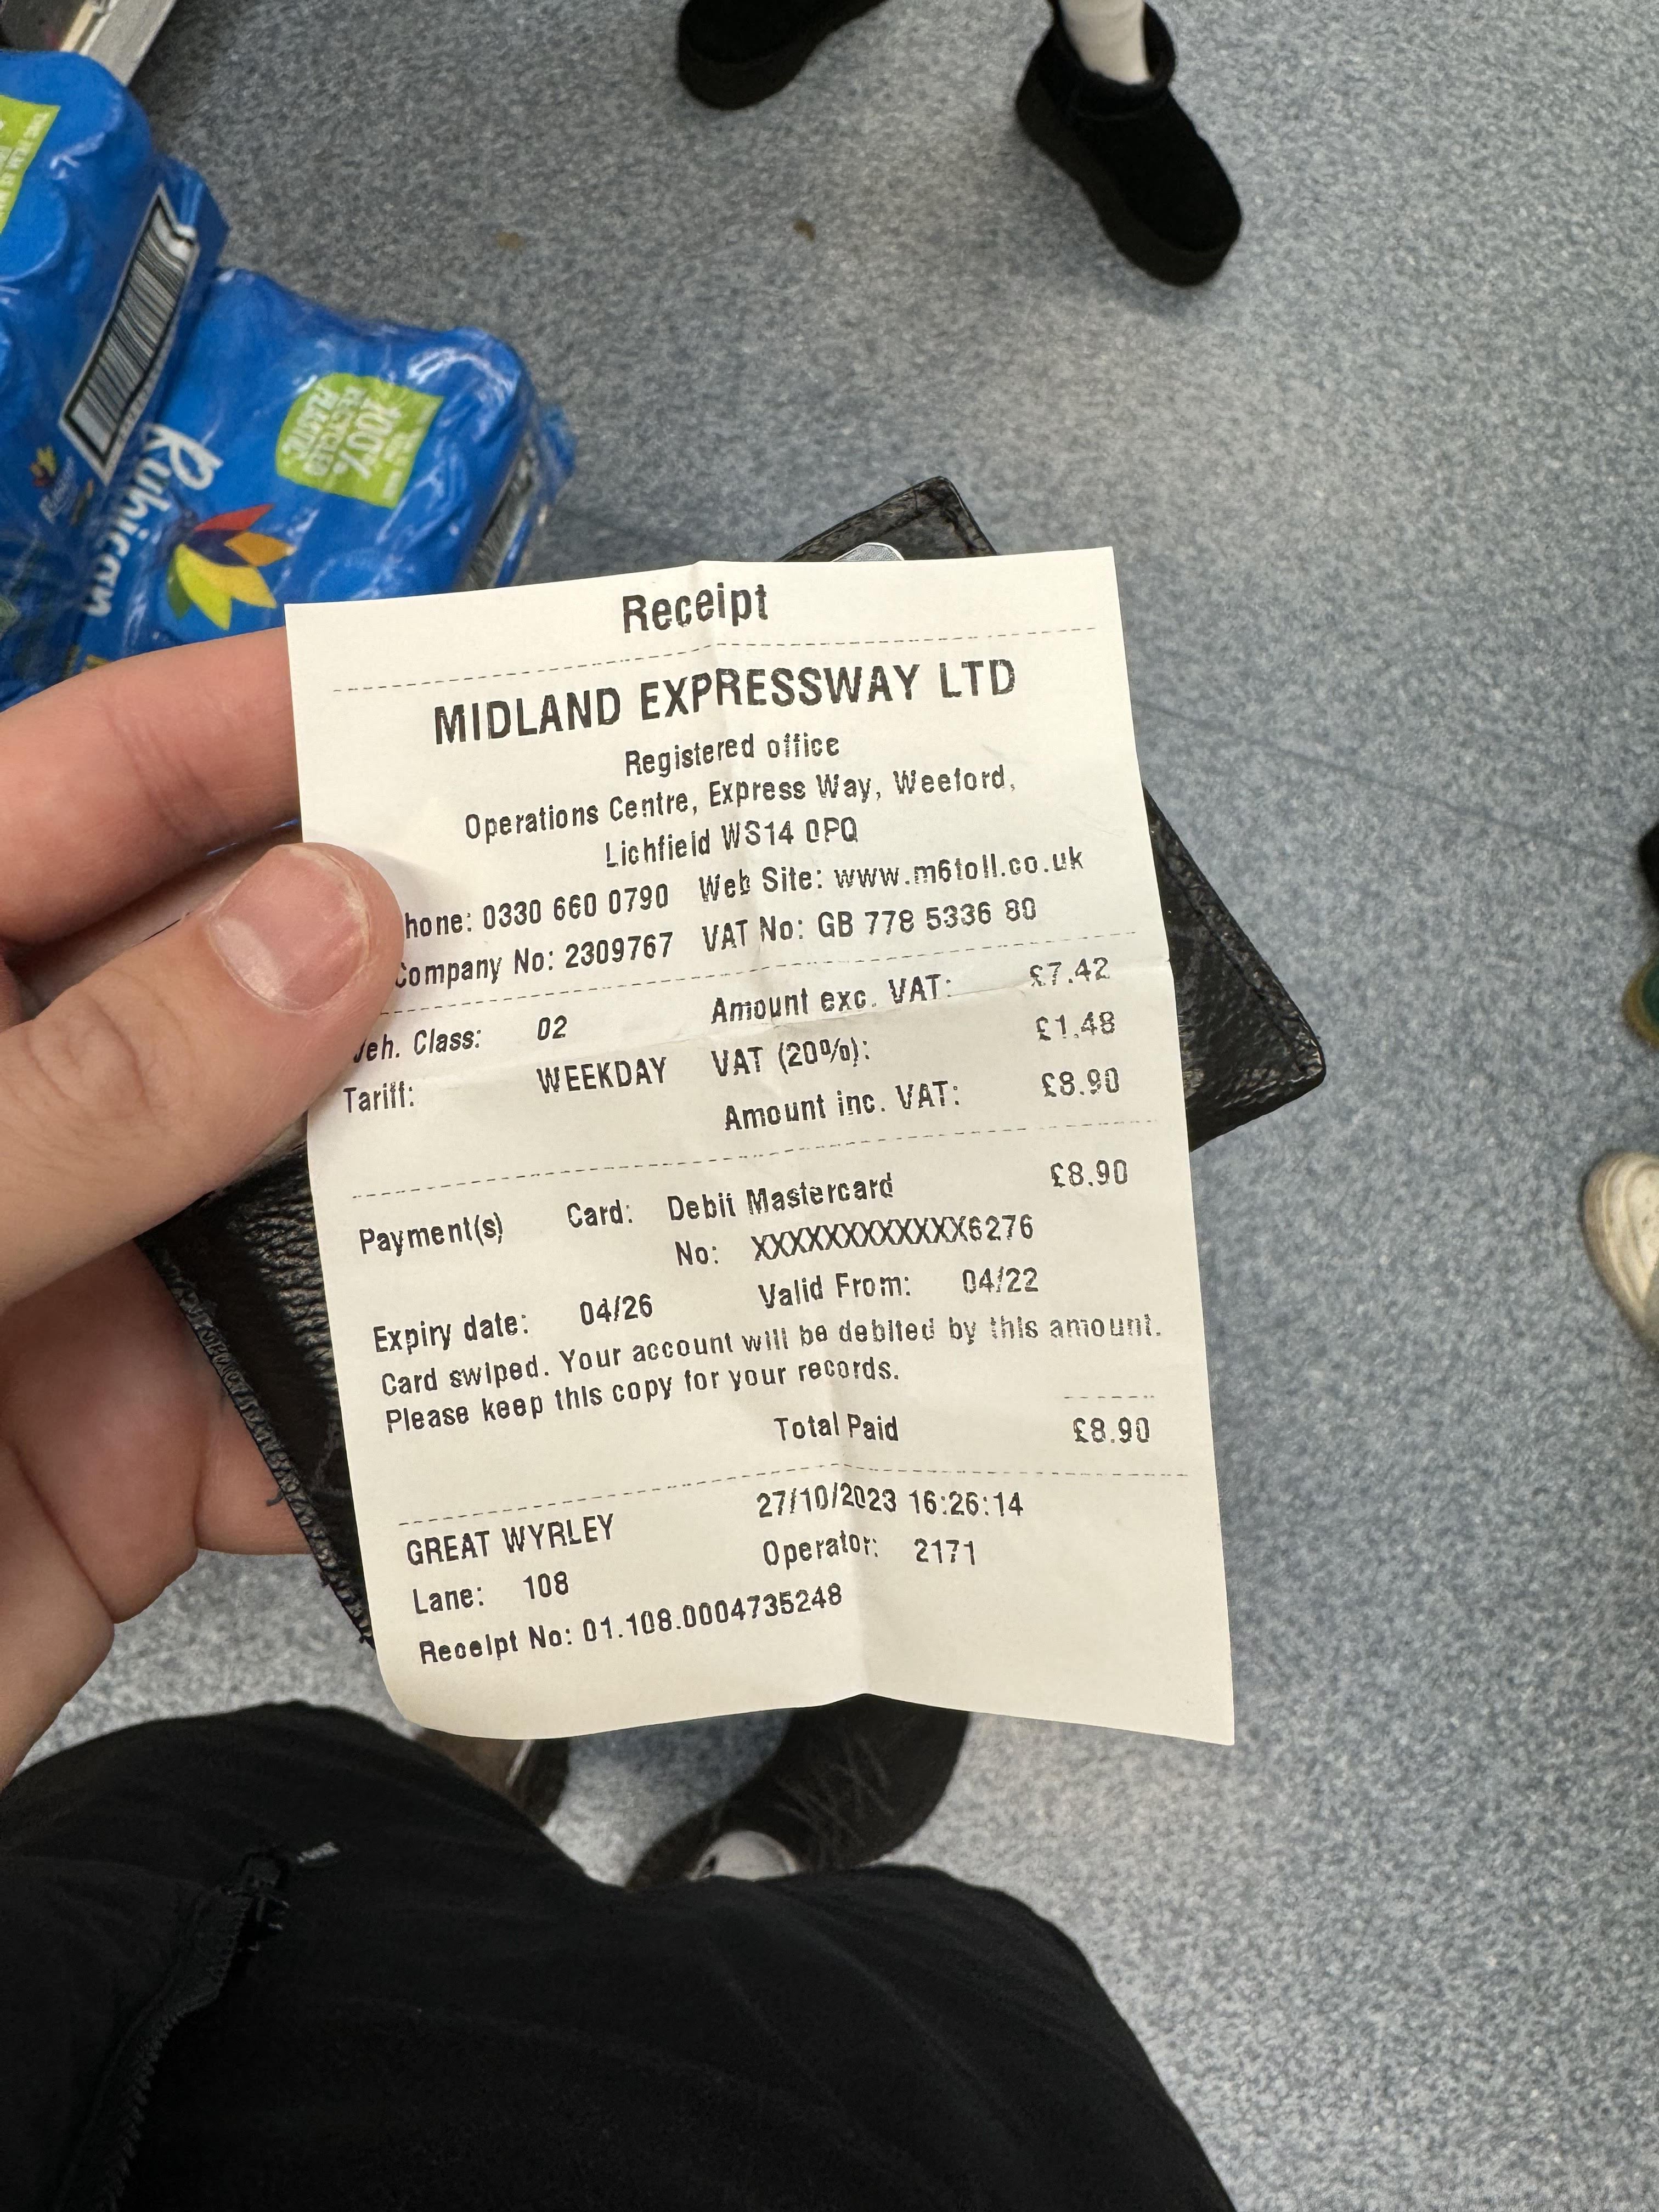 Rubicon
100%
RECYCLED
PLASTIC
Receipt
MIDLAND EXPRESSWAY LTD
Registered office
Operations Centre, Express Way, Weeford,
Lichfield WS14 0PQ
hone: 0330 660 0790 Web Site: www.m6toll.co.uk
Company No: 2309767 VAT No: GB 778 5336 80
Veh. Class: 02 Amount exc. VAT: £7.42
Tariff: WEEKDAY VAT (20%): £1.48
Amount inc. VAT: £8.90
Payment(s) Card: Debit Mastercard £8.90
No: XXXXXXXXXXXX6276
Expiry date: 04/26 Valid From: 04/22
Card swiped. Your account will be debited by this amount.
Please keep this copy for your records.
Total Paid £8.90
GREAT WYRLEY 27/10/2023 16:26:14
Lane: 108 Operator: 2171
Receipt No: 01.108.0004735248